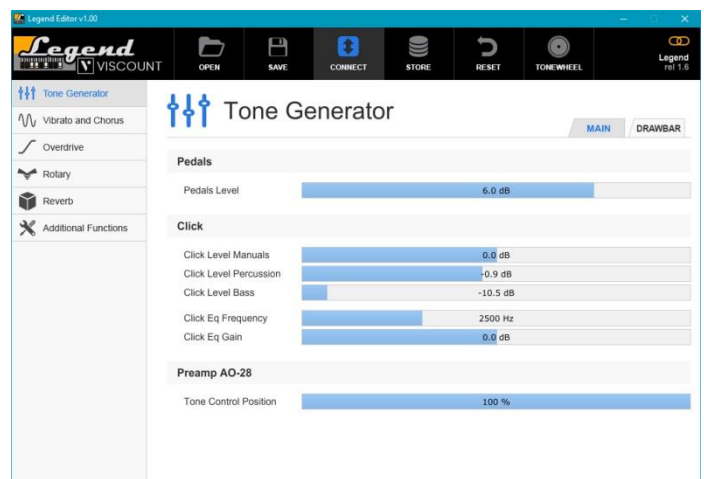 Legend Editor v1.00
Legend
VISCOUNT
OPEN SAVE CONNECT STORE RESET TONEWHEEL
Legend
rel 1.6
Tone Generator
Vibrato and Chorus
Overdrive
Rotary
Reverb
Additional Functions
Tone Generator
MAIN DRAWBAR
Pedals
Pedals Level 6.0 dB
Click
Click Level Manuals 0.0 dB
Click Level Percussion -0.9 dB
Click Level Bass -10.5 dB
Click Eq Frequency 2500 Hz
Click Eq Gain 0.0 dB
Preamp AO-28
Tone Control Position 100 %